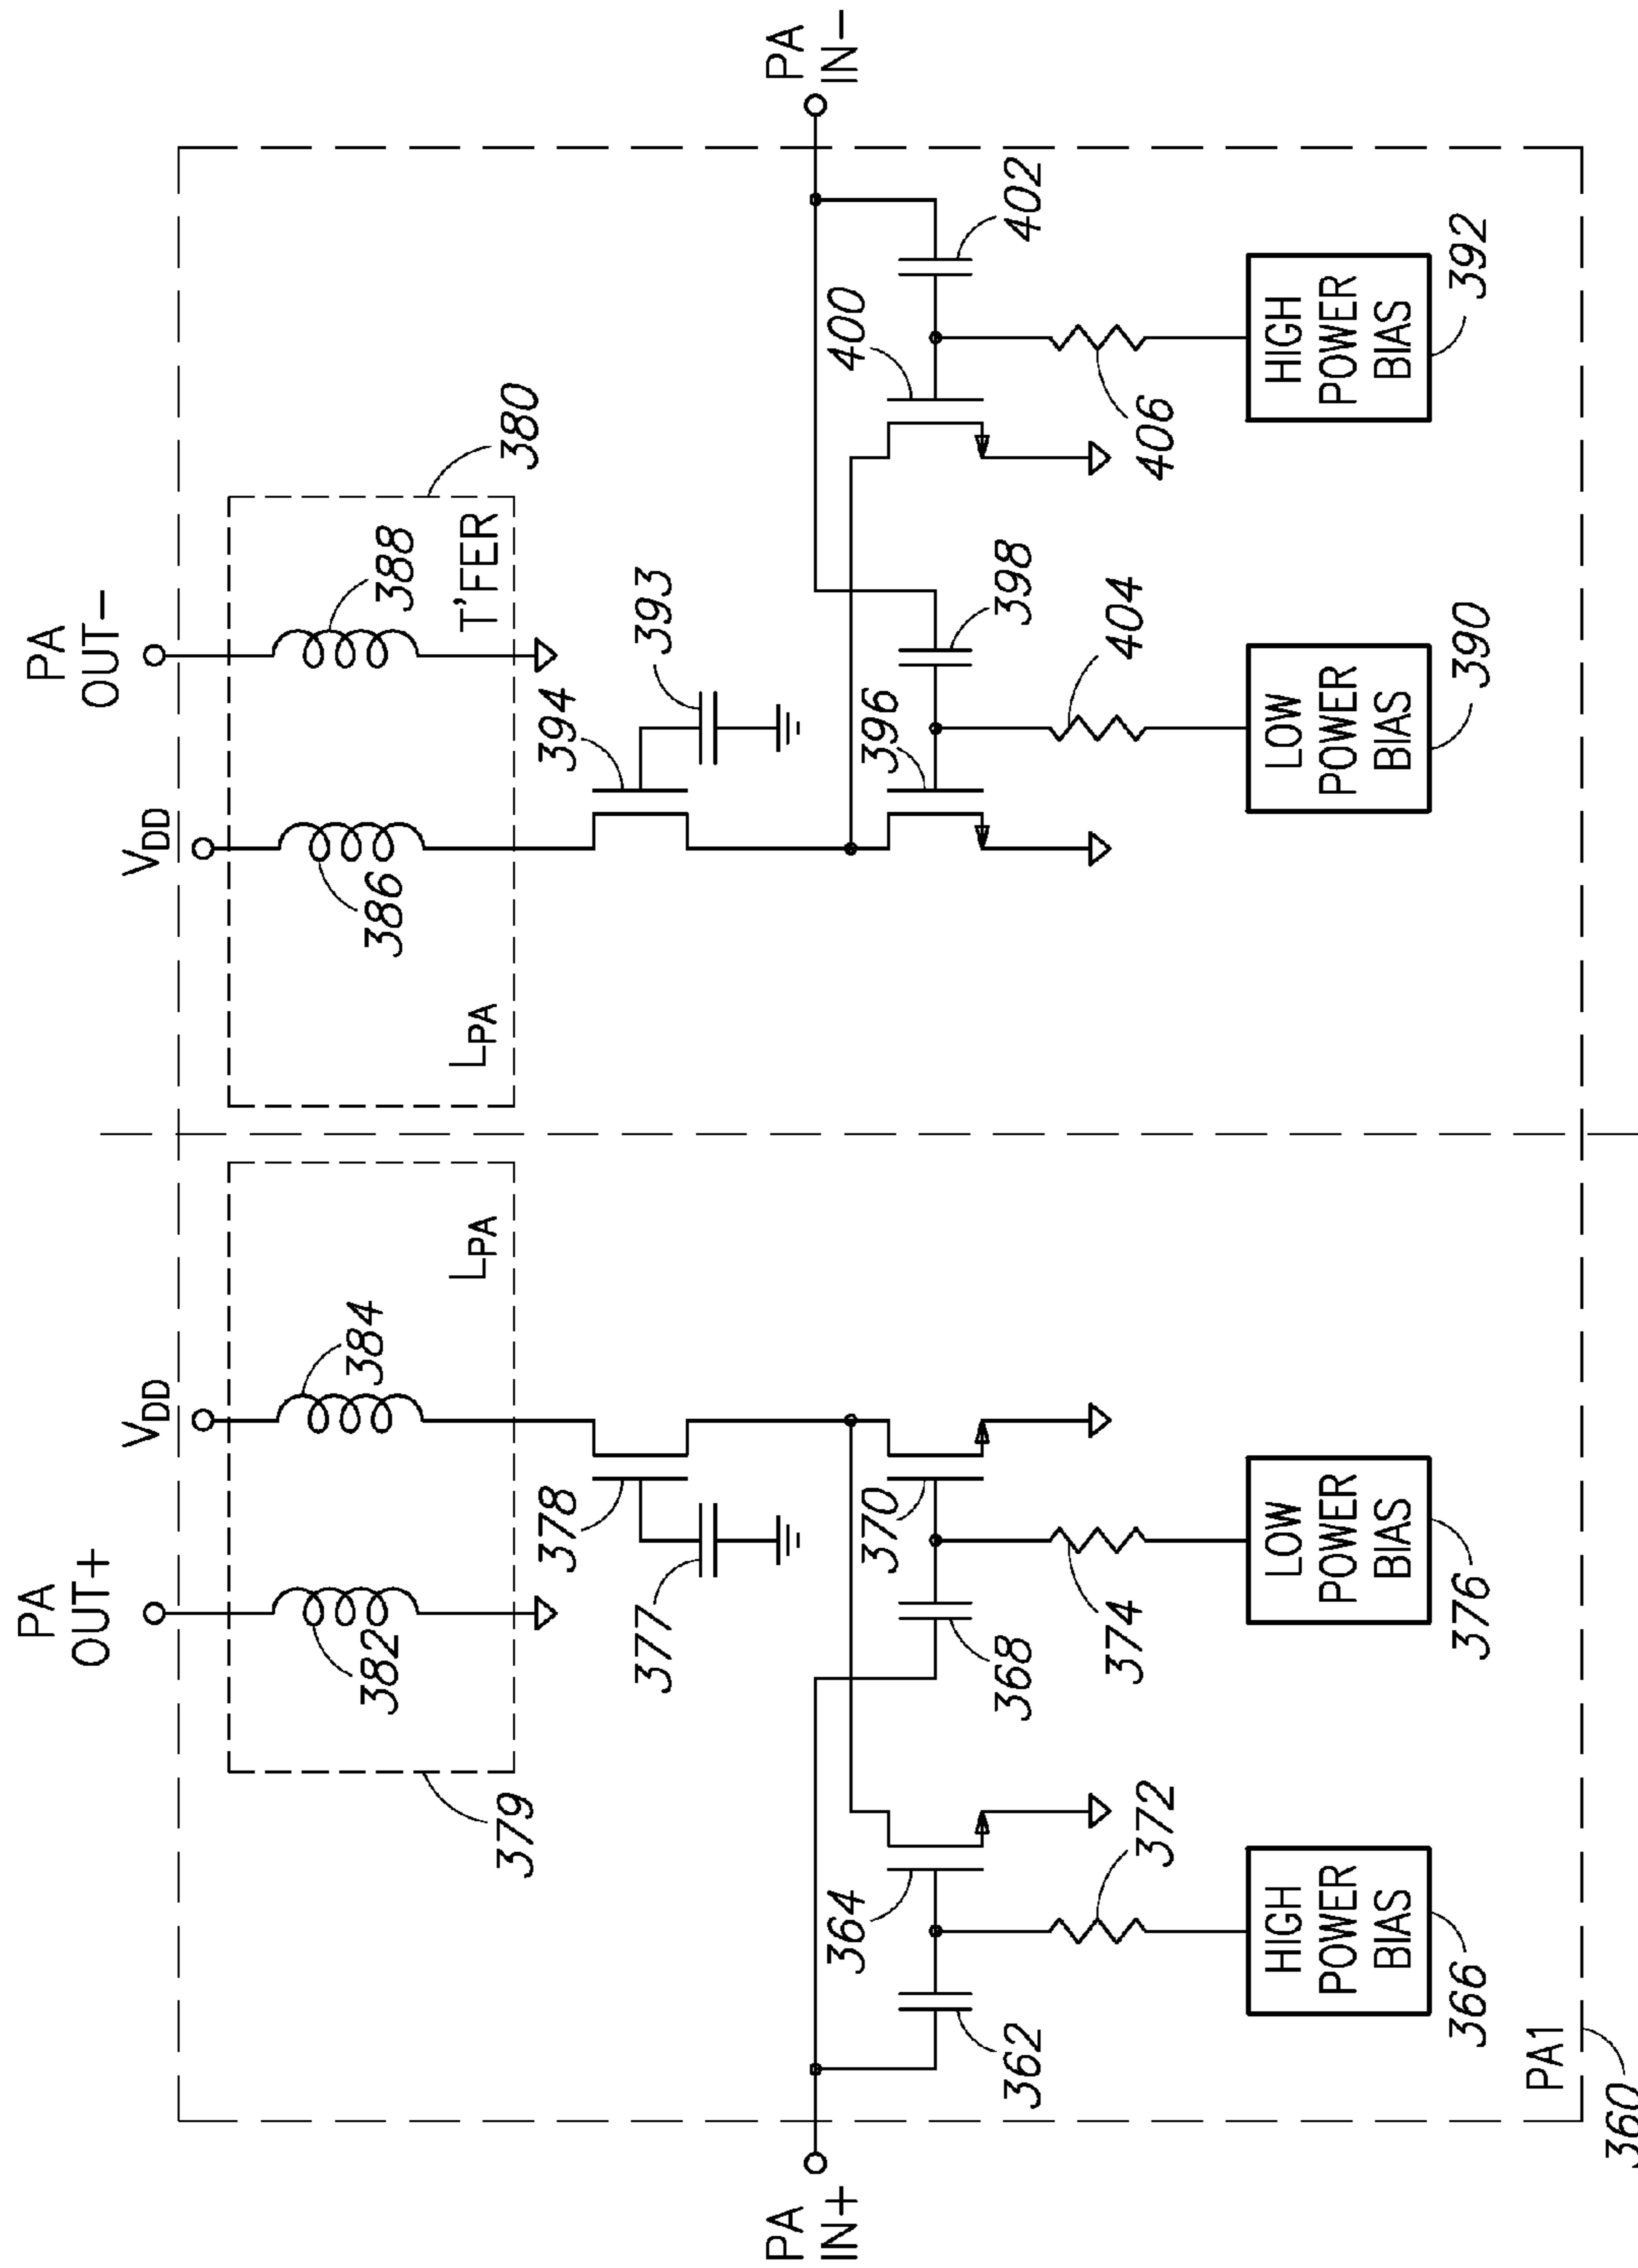 PA
OUT+
VDD
VDD
PA
OUT−
382
384
LPA
LPA
386
388
T'FER
379
380
378
377
394
393
PA
IN+
PA
IN−
364
370
396
400
362
368
398
402
372
374
404
406
HIGH
POWER
BIAS
LOW
POWER
BIAS
LOW
POWER
BIAS
HIGH
POWER
BIAS
366
376
390
392
PA1
360